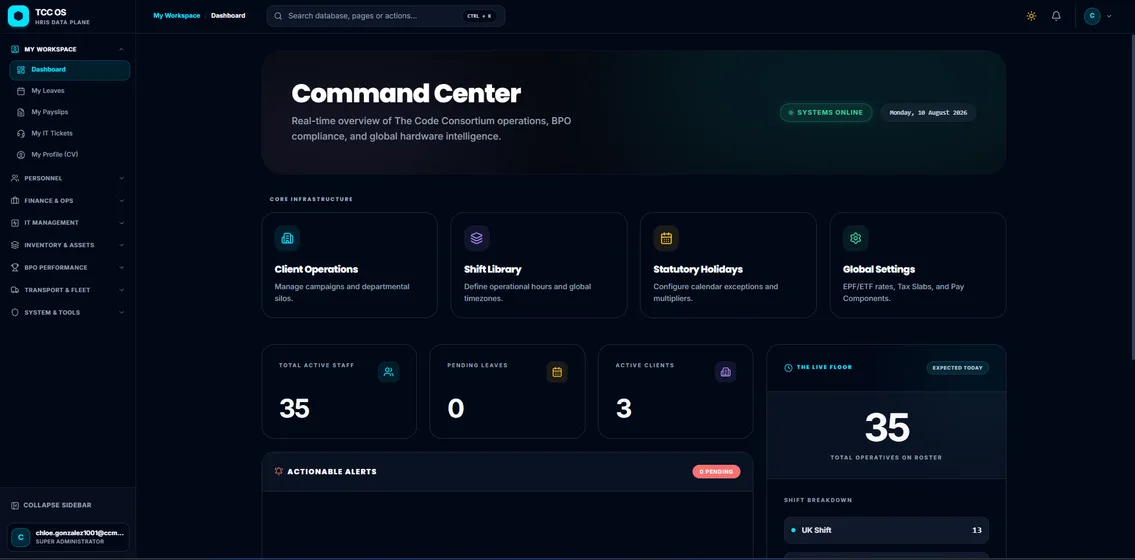 TCC OS
HRIS DATA PLANE
My Workspace / Dashboard
Search database, pages or actions...
CTRL + K
C
MY WORKSPACE
Dashboard
My Leaves
My Payslips
My IT Tickets
My Profile (CV)
PERSONNEL
FINANCE & OPS
IT MANAGEMENT
INVENTORY & ASSETS
BPO PERFORMANCE
TRANSPORT & FLEET
SYSTEM & TOOLS
COLLAPSE SIDEBAR
C
chloe.gonzalez1001@ccm...
SUPER ADMINISTRATOR
Command Center
Real-time overview of The Code Consortium operations, BPO
compliance, and global hardware intelligence.
SYSTEMS ONLINE
Monday, 10 August 2026
CORE INFRASTRUCTURE
Client Operations
Manage campaigns and departmental
silos.
Shift Library
Define operational hours and global
timezones.
Statutory Holidays
Configure calendar exceptions and
multipliers.
Global Settings
EPF/ETF rates, Tax Slabs, and Pay
Components.
TOTAL ACTIVE STAFF
35
PENDING LEAVES
0
ACTIVE CLIENTS
3
ACTIONABLE ALERTS
0 PENDING
THE LIVE FLOOR
EXPECTED TODAY
35
TOTAL OPERATIVES ON ROSTER
SHIFT BREAKDOWN
UK Shift
13